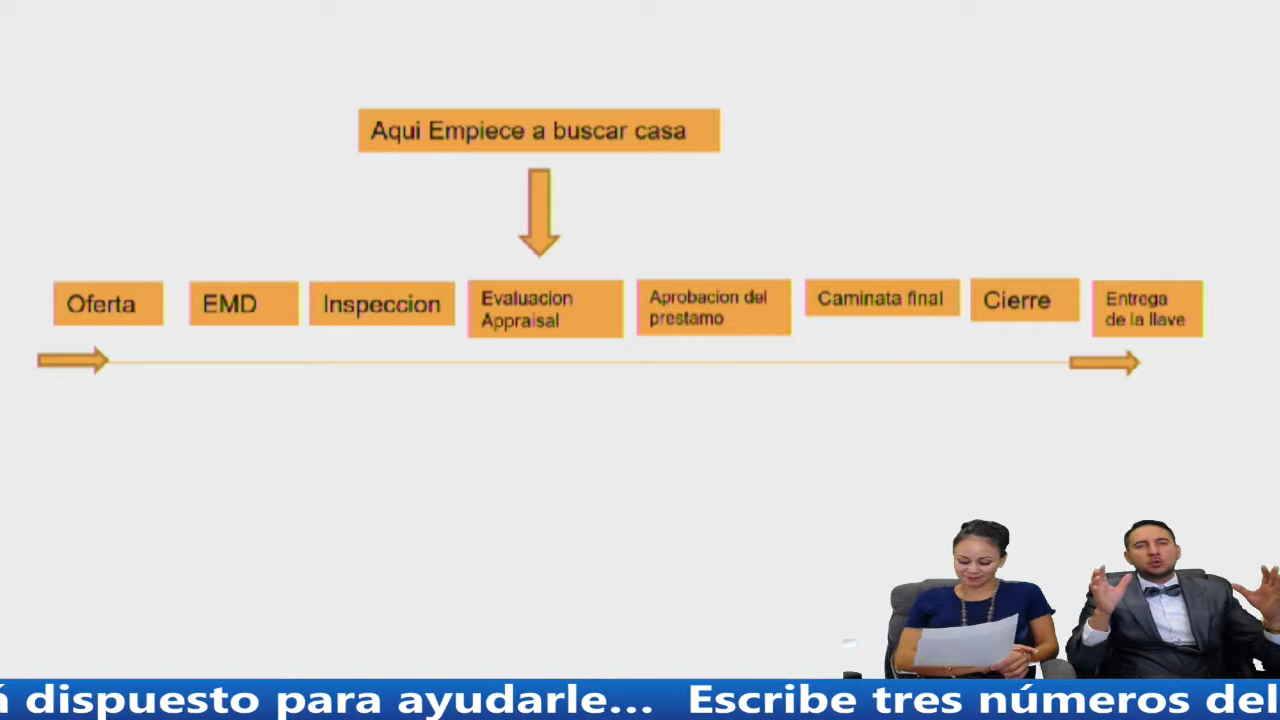 Aqui Empiece a buscar casa
Oferta
EMD
Inspeccion
Evaluacion
Appraisal
Aprobacion del
prestamo
Caminata final
Cierre
Entrega
de la llave
á dispuesto para ayudarle... Escribe tres números del